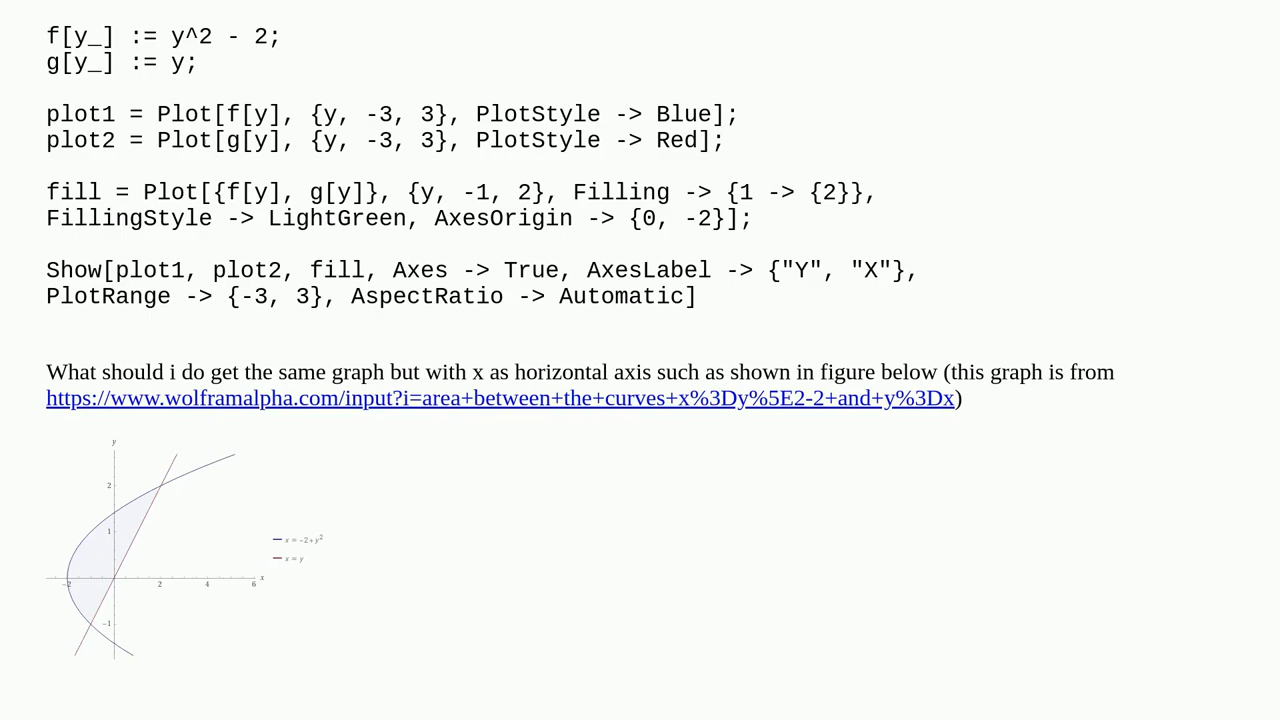 f[y_] := y^2 - 2;
g[y_] := y;
plot1 = Plot[f[y], {y, -3, 3}, PlotStyle -> Blue];
plot2 = Plot[g[y], {y, -3, 3}, PlotStyle -> Red];
fill = Plot[{f[y], g[y]}, {y, -1, 2}, Filling -> {1 -> {2}},
FillingStyle -> LightGreen, AxesOrigin -> {0, -2}];
Show[plot1, plot2, fill, Axes -> True, AxesLabel -> {"Y", "X"},
PlotRange -> {-3, 3}, AspectRatio -> Automatic]
What should i do get the same graph but with x as horizontal axis such as shown in figure below (this graph is from
https://www.wolframalpha.com/input?i=area+between+the+curves+x%3Dy%5E2-2+and+y%3Dx)
y
2
1
x = -2+y²
x = y
-2 2 4 6 x
-1